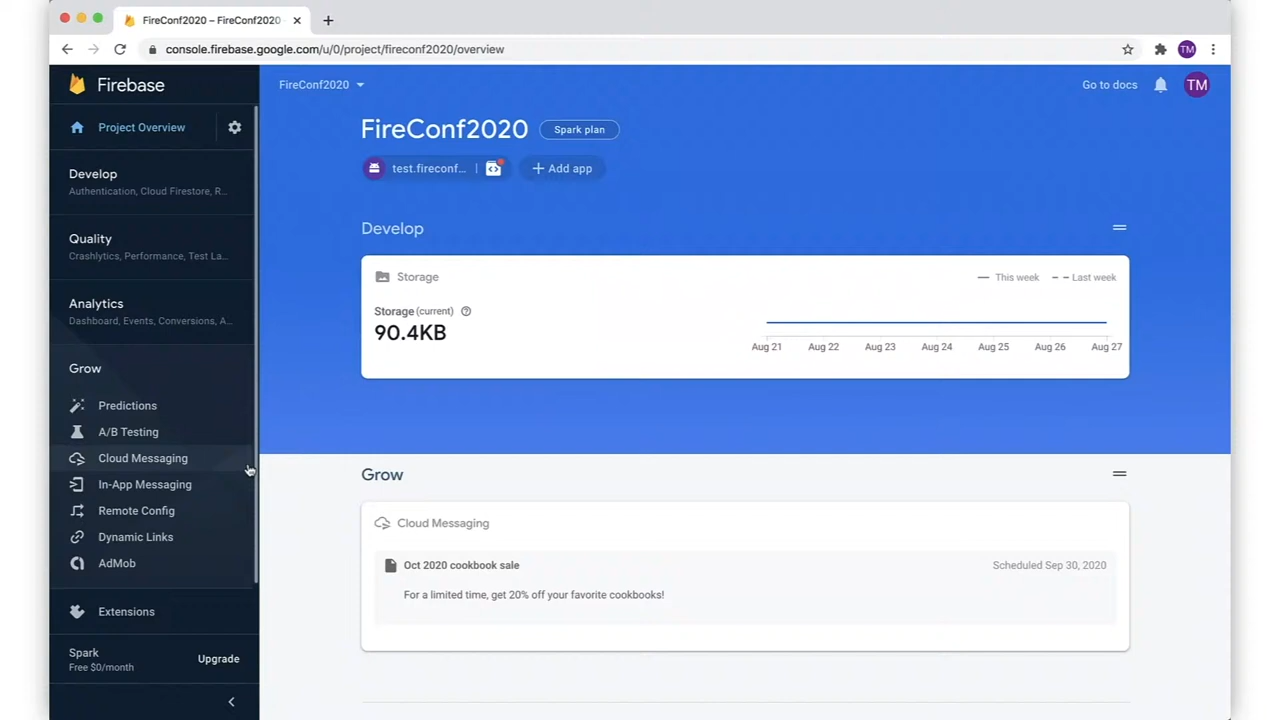 FireConf2020 – FireConf2020
console.firebase.google.com/u/0/project/fireconf2020/overview
TM
Firebase
Project Overview
Develop
Authentication, Cloud Firestore, R...
Quality
Crashlytics, Performance, Test La...
Analytics
Dashboard, Events, Conversions, A...
Grow
Predictions
A/B Testing
Cloud Messaging
In-App Messaging
Remote Config
Dynamic Links
AdMob
Extensions
Spark
Free $0/month
Upgrade
FireConf2020
Go to docs
TM
FireConf2020
Spark plan
test.fireconf...
Add app
Develop
Storage
This week
Last week
Storage (current)
90.4KB
Aug 21 Aug 22 Aug 23 Aug 24 Aug 25 Aug 26 Aug 27
Grow
Cloud Messaging
Oct 2020 cookbook sale
Scheduled Sep 30, 2020
For a limited time, get 20% off your favorite cookbooks!